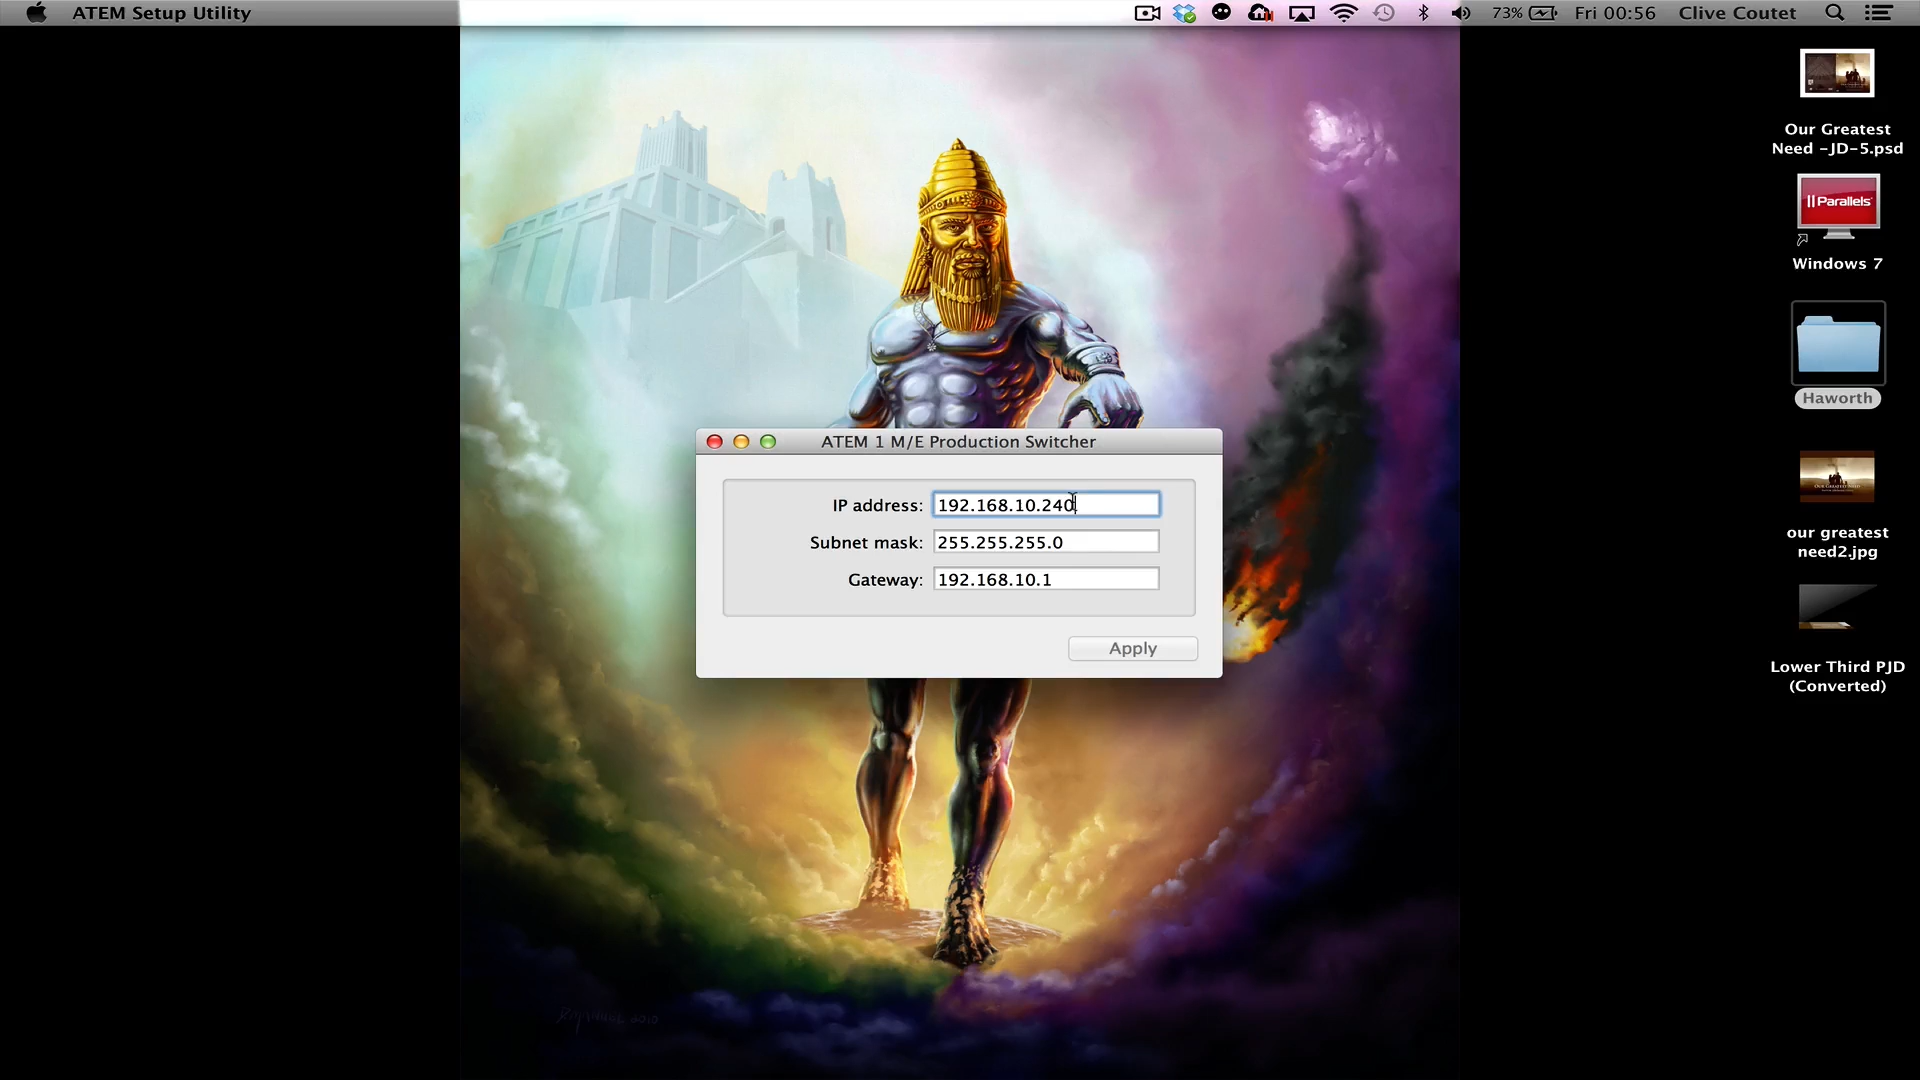 ATEM Setup Utility
73%
Fri 00:56
Clive Coutet
Our Greatest
Need -JD-5.psd
Parallels
Windows 7
Haworth
our greatest
need2.jpg
Lower Third PJD
(Converted)
ATEM 1 M/E Production Switcher
IP address: 192.168.10.240
Subnet mask: 255.255.255.0
Gateway: 192.168.10.1
Apply